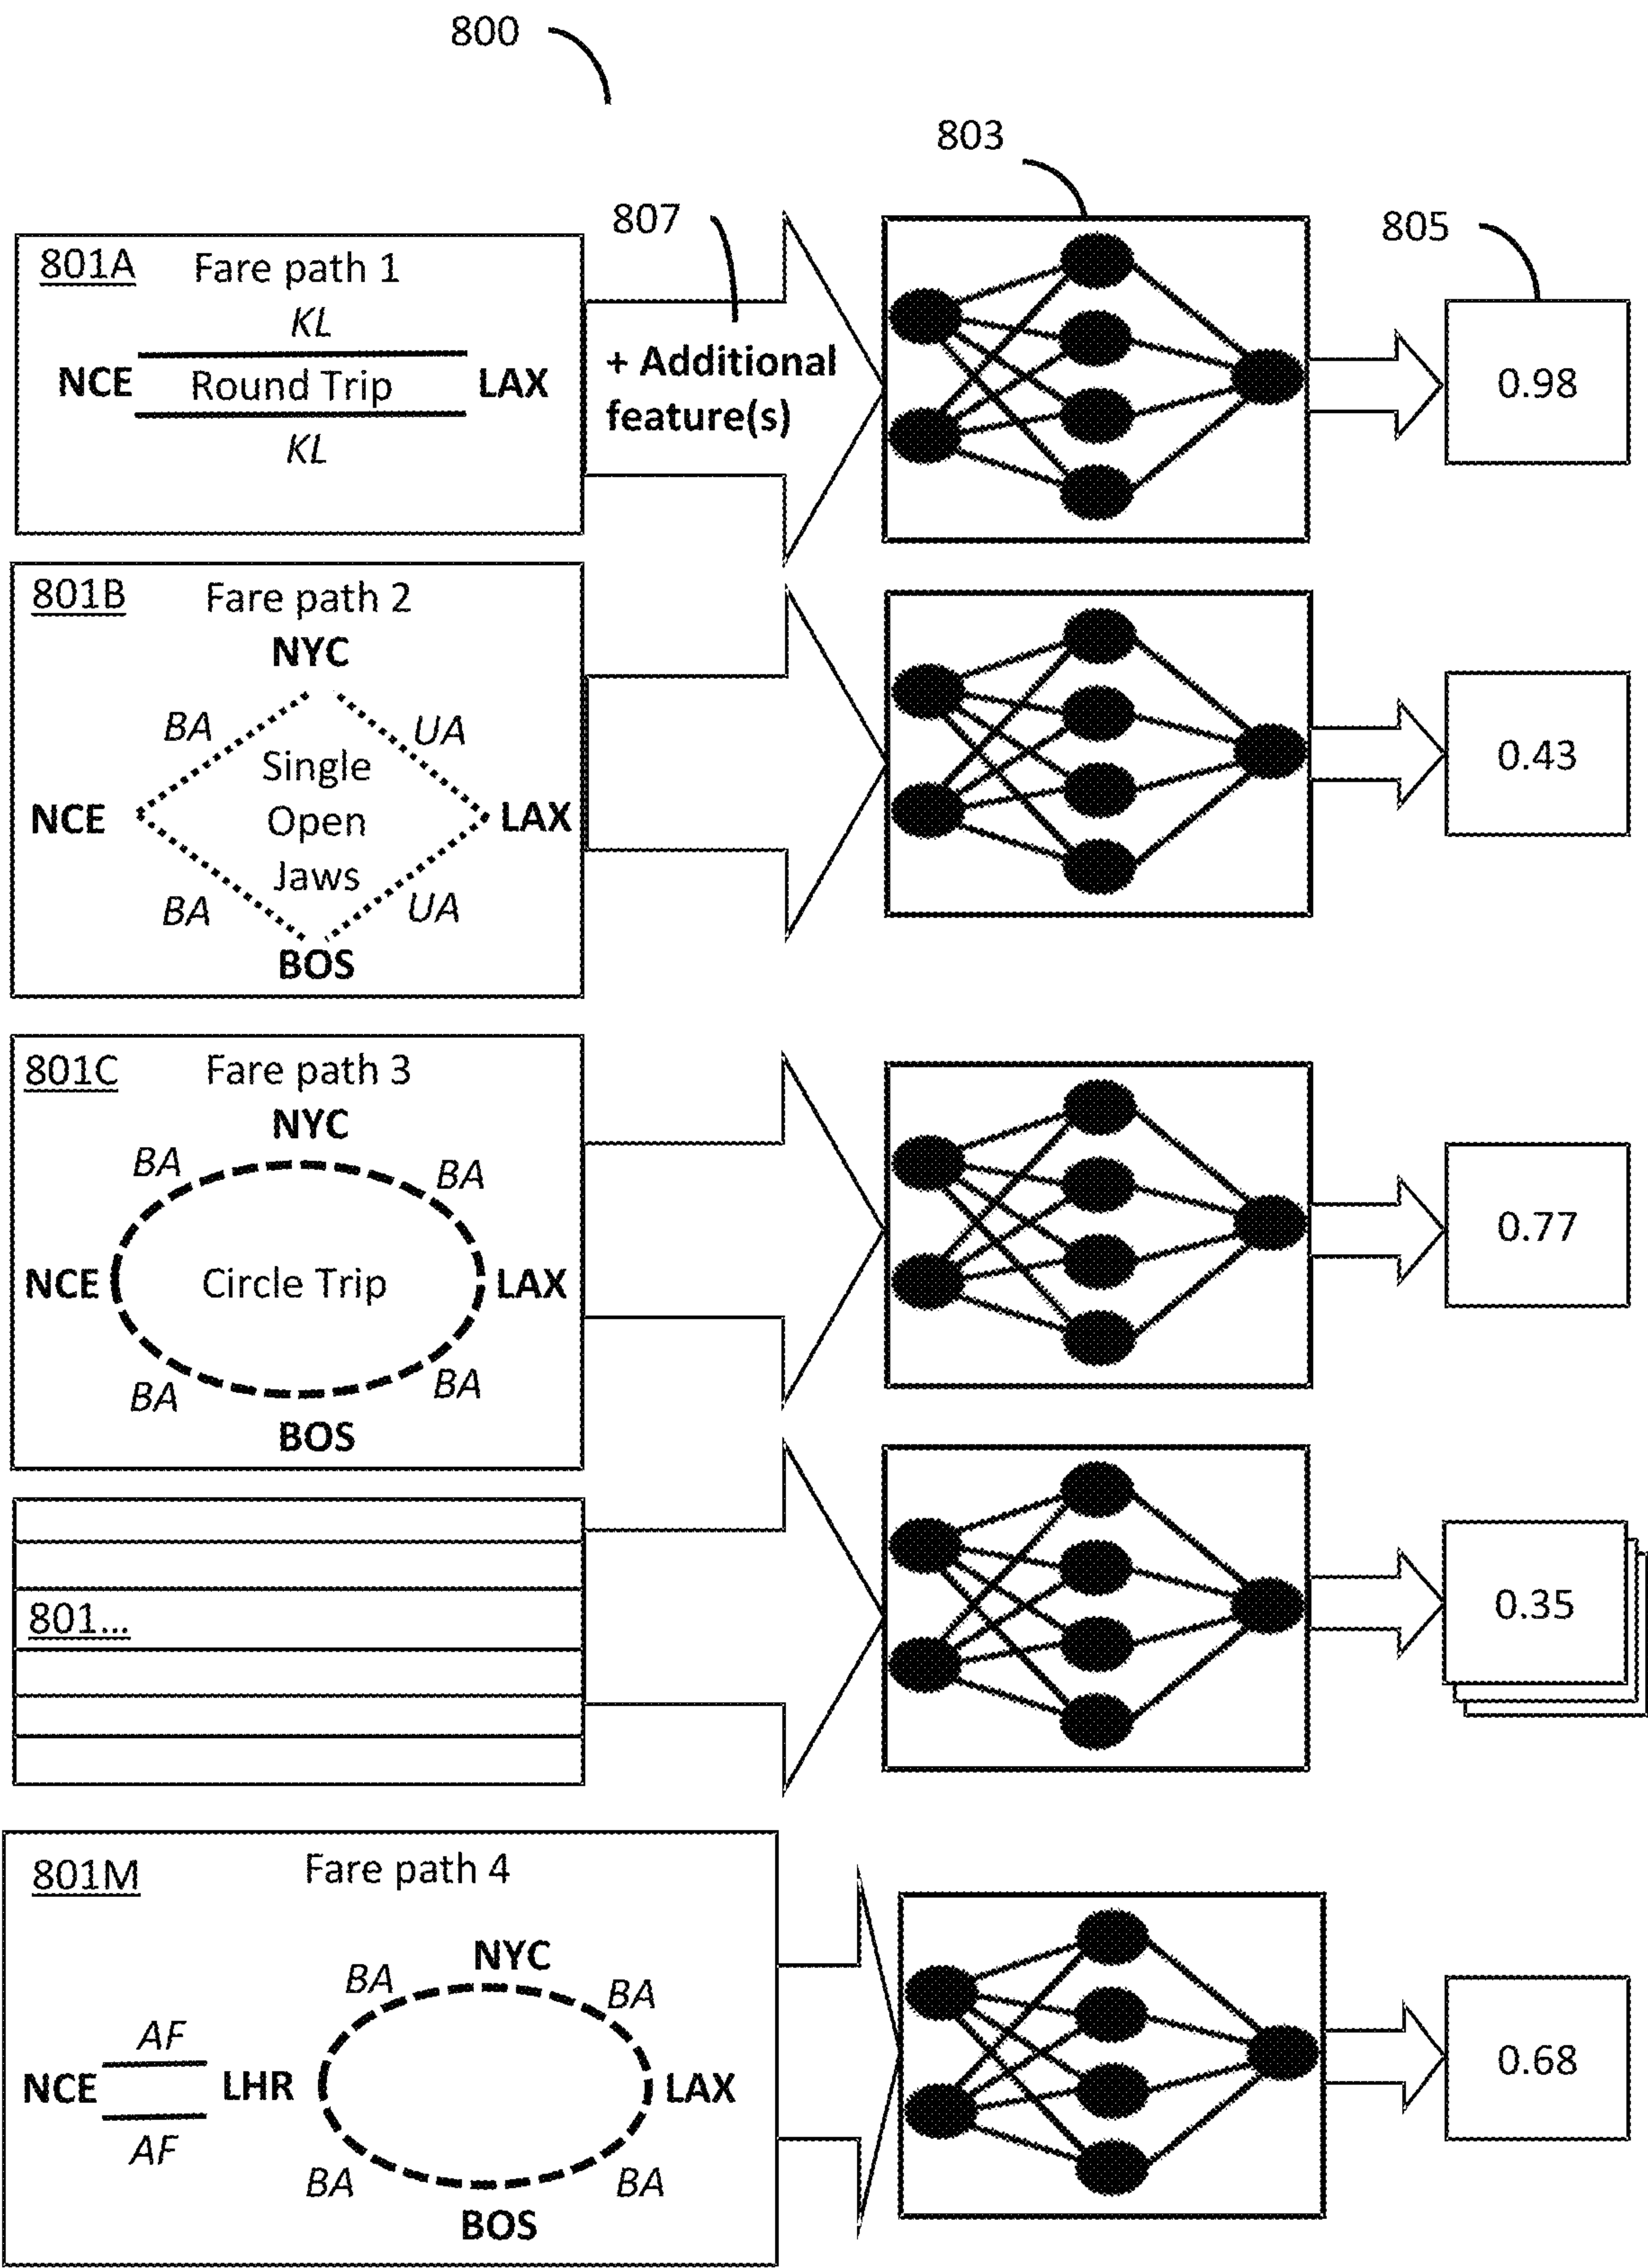 800
803
807
805
801A Fare path 1
KL
NCE Round Trip LAX
KL
+ Additional
feature(s)
0.98
801B Fare path 2
NYC
BA UA
Single
NCE Open LAX
Jaws
BA UA
BOS
0.43
801C Fare path 3
NYC
BA BA
NCE Circle Trip LAX
BA BA
BOS
0.77
801...
0.35
801M Fare path 4
NYC
BA BA
AF
NCE LHR LAX
AF
BA BA
BOS
0.68